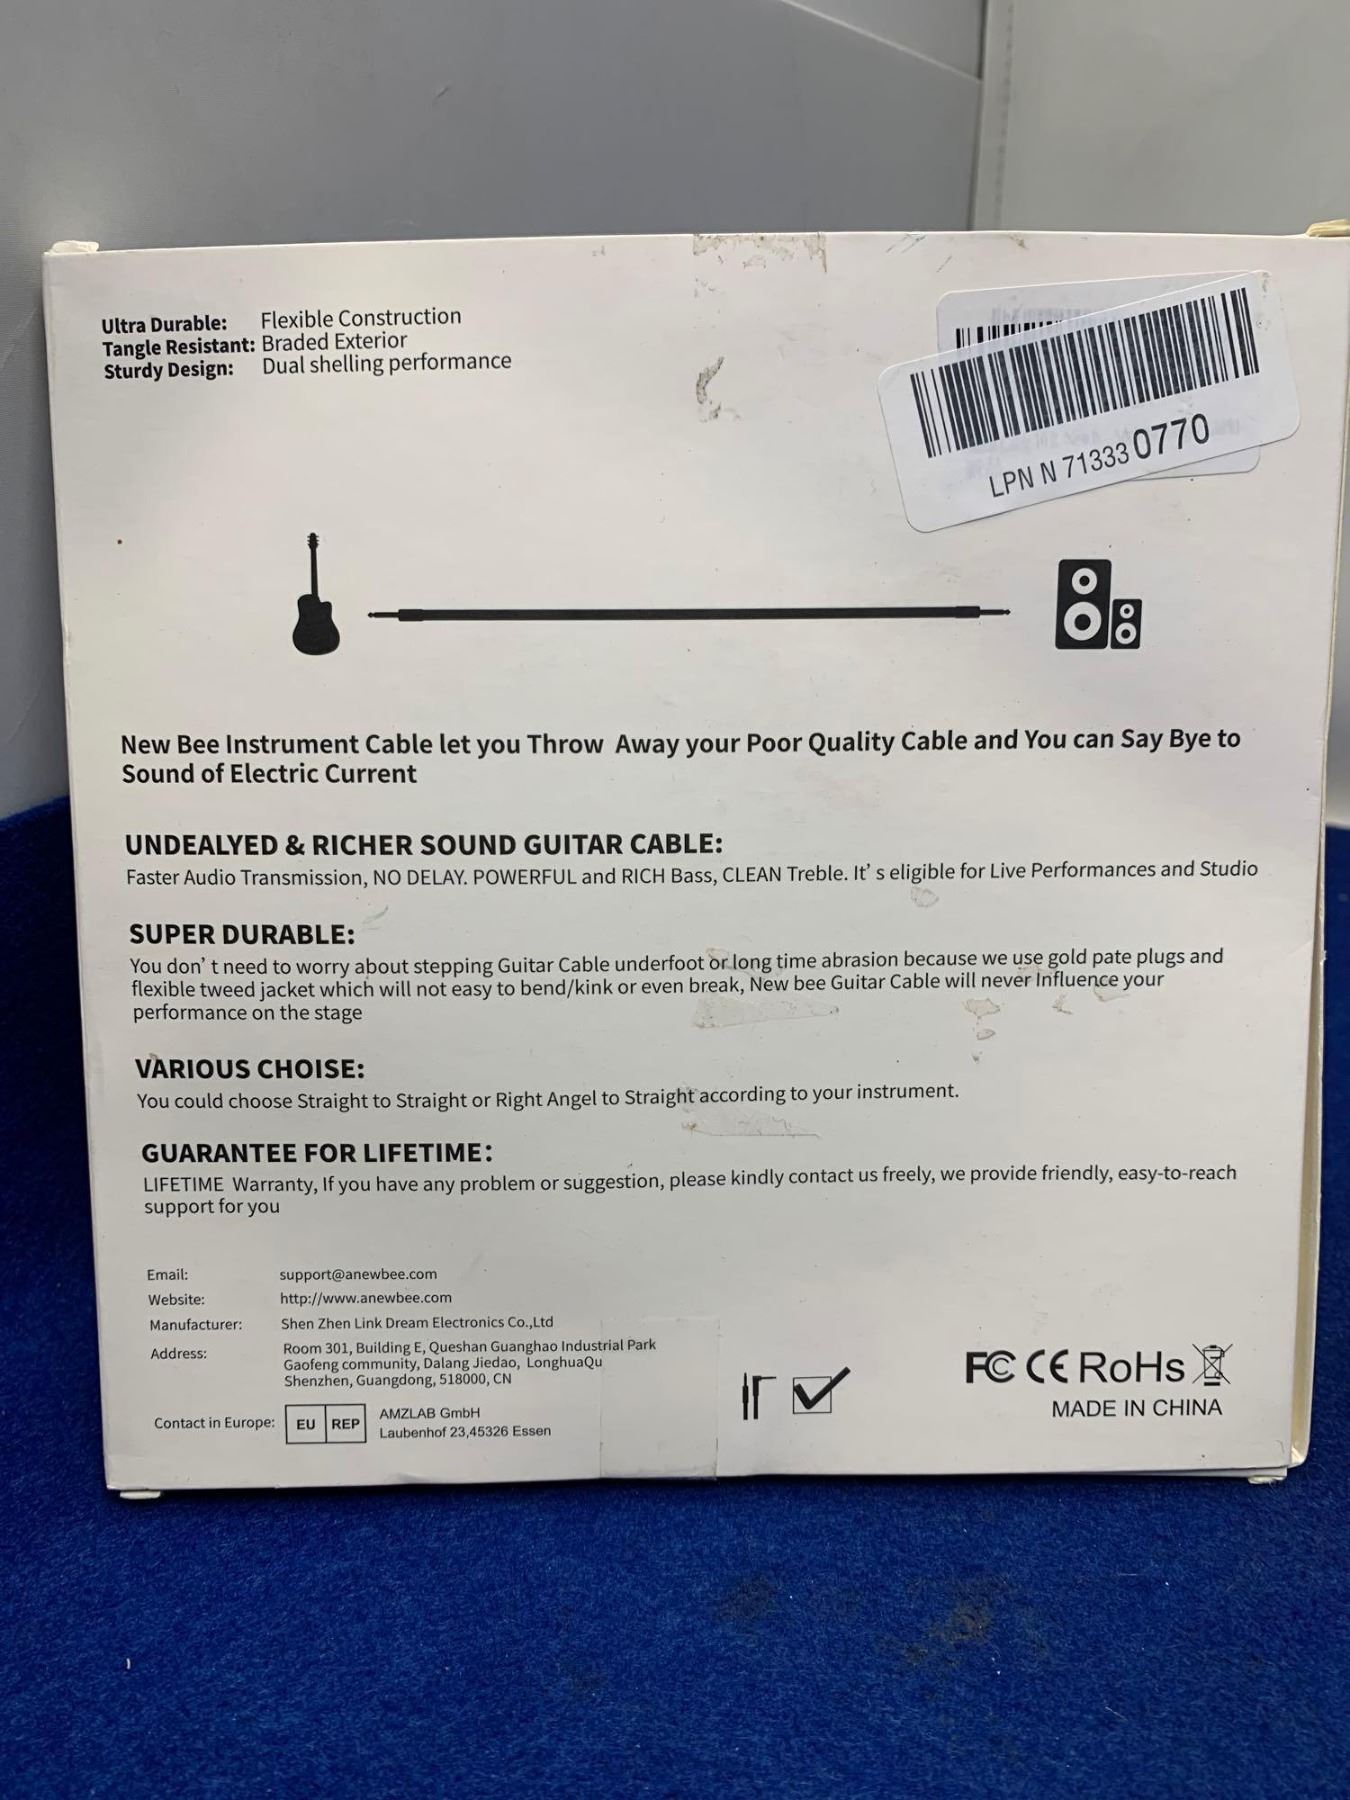 Ultra Durable: Flexible Construction
Tangle Resistant: Braded Exterior
Sturdy Design: Dual shelling performance
LPN N 71333 0770
New Bee Instrument Cable let you Throw Away your Poor Quality Cable and You can Say Bye to
Sound of Electric Current
UNDEALYED & RICHER SOUND GUITAR CABLE:
Faster Audio Transmission, NO DELAY. POWERFUL and RICH Bass, CLEAN Treble. It's eligible for Live Performances and Studio
SUPER DURABLE:
You don't need to worry about stepping Guitar Cable underfoot or long time abrasion because we use gold pate plugs and
flexible tweed jacket which will not easy to bend/kink or even break, New bee Guitar Cable will never Influence your
performance on the stage
VARIOUS CHOISE:
You could choose Straight to Straight or Right Angel to Straight according to your instrument.
GUARANTEE FOR LIFETIME:
LIFETIME Warranty, If you have any problem or suggestion, please kindly contact us freely, we provide friendly, easy-to-reach
support for you
Email: support@anewbee.com
Website: http://www.anewbee.com
Manufacturer: Shen Zhen Link Dream Electronics Co.,Ltd
Address: Room 301, Building E, Queshan Guanghao Industrial Park
Gaofeng community, Dalang Jiedao, LonghuaQu
Shenzhen, Guangdong, 518000, CN
Contact in Europe: EU REP AMZLAB GmbH
Laubenhof 23,45326 Essen
FC CE RoHs
MADE IN CHINA